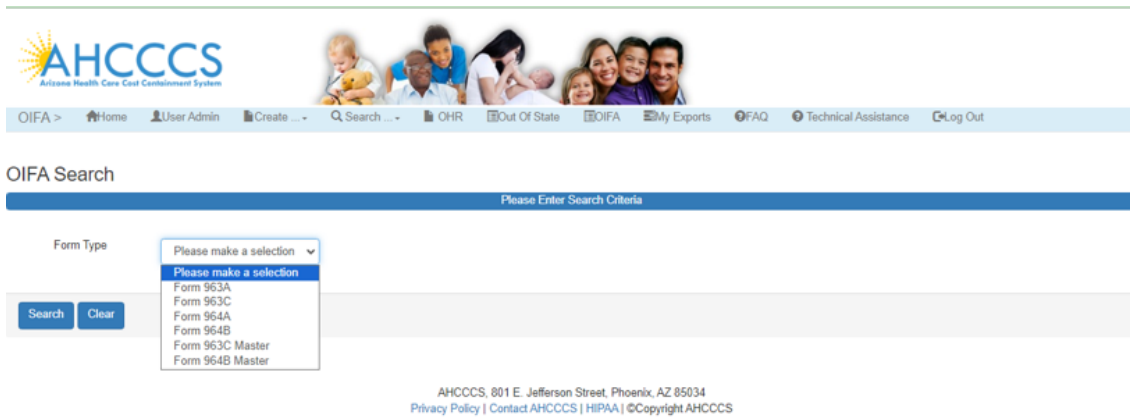 AHCCCS
Arizona Health Care Cost Containment System
OIFA > Home User Admin Create ... Search ... OHR Out Of State OIFA My Exports FAQ Technical Assistance Log Out
OIFA Search
Please Enter Search Criteria
Form Type Please make a selection
Please make a selection
Form 963A
Form 963C
Form 964A
Form 964B
Form 963C Master
Form 964B Master
Search Clear
AHCCCS, 801 E. Jefferson Street, Phoenix, AZ 85034
Privacy Policy | Contact AHCCCS | HIPAA | ©Copyright AHCCCS